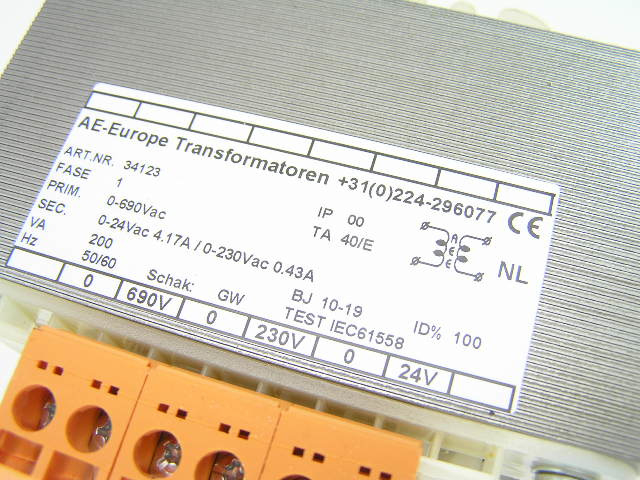 AE-Europe Transformatoren +31(0)224-296077 CE
ART.NR. 34123
FASE 1 IP 00
PRIM. 0-690Vac TA 40/E
SEC. 0-24Vac 4.17A / 0-230Vac 0.43A NL
VA 200 BJ 10-19
Hz 50/60 Schak: GW TEST IEC61558 ID% 100
0 690V 0 230V 0 24V